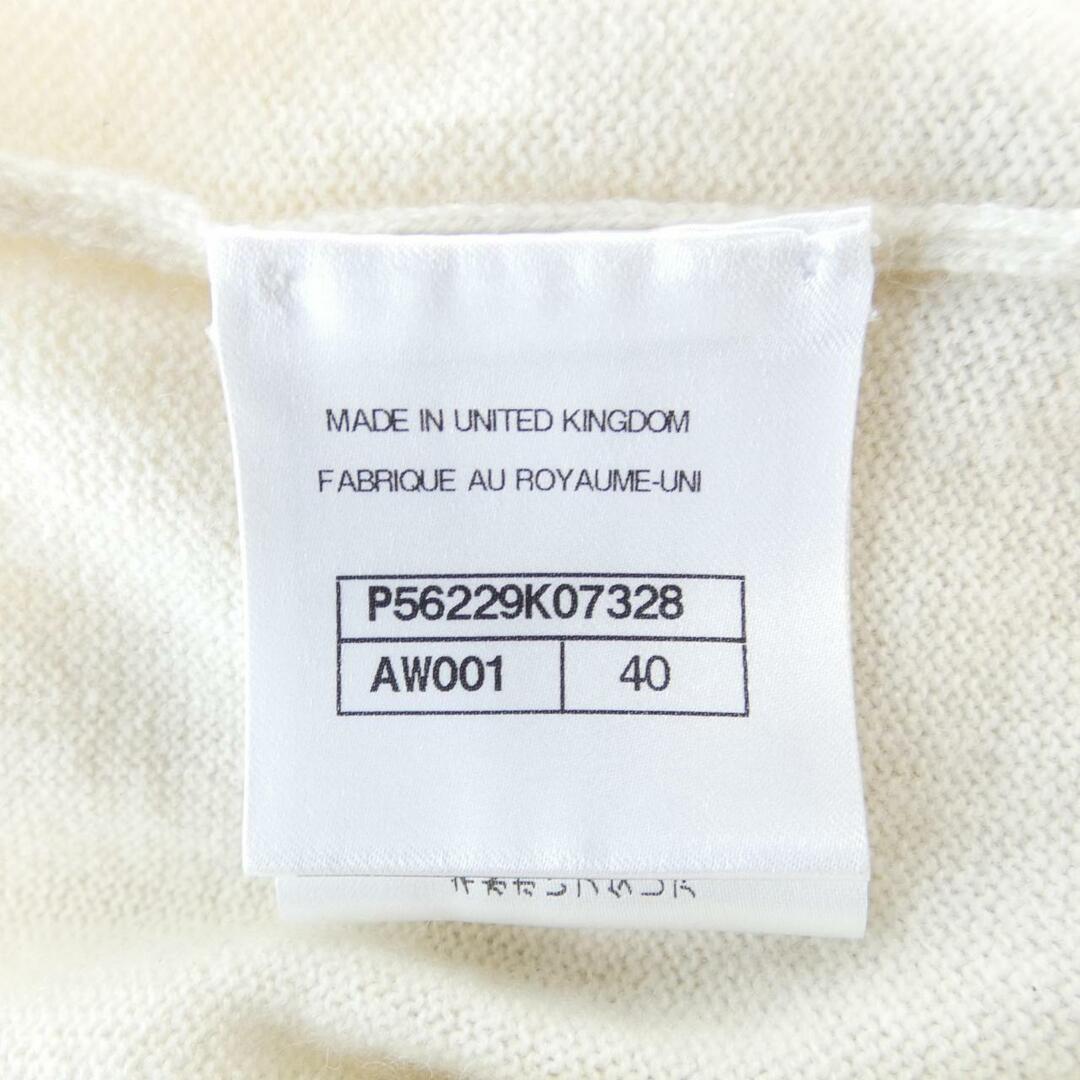 MADE IN UNITED KINGDOM
FABRIQUE AU ROYAUME-UNI
P56229K07328
AW001 40